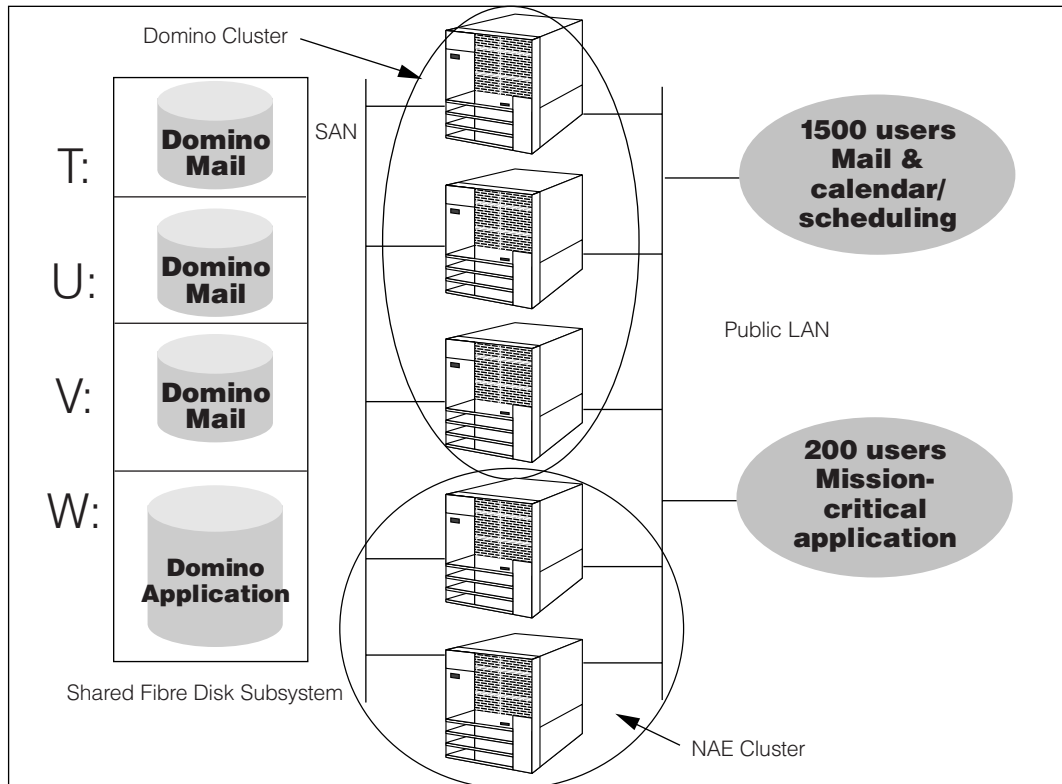 Domino Cluster
SAN
T:
Domino
Mail
U:
Domino
Mail
V:
Domino
Mail
W:
Domino
Application
Shared Fibre Disk Subsystem
1500 users
Mail &
calendar/
scheduling
Public LAN
200 users
Mission-
critical
application
NAE Cluster